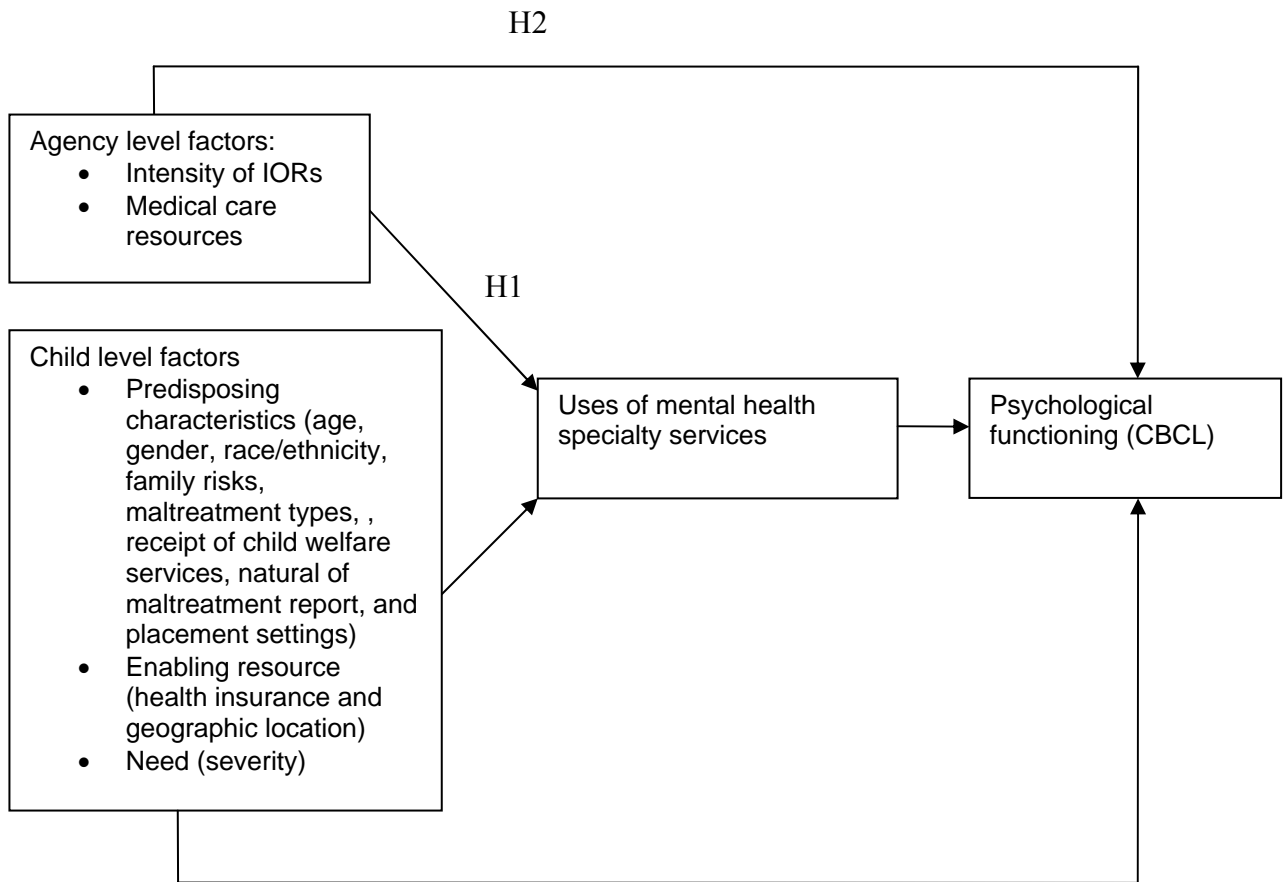 H2
Agency level factors:
• Intensity of IORs
• Medical care
resources
H1
Child level factors
• Predisposing
characteristics (age,
gender, race/ethnicity,
family risks,
maltreatment types, ,
receipt of child welfare
services, natural of
maltreatment report, and
placement settings)
• Enabling resource
(health insurance and
geographic location)
• Need (severity)
Uses of mental health
specialty services
Psychological
functioning (CBCL)